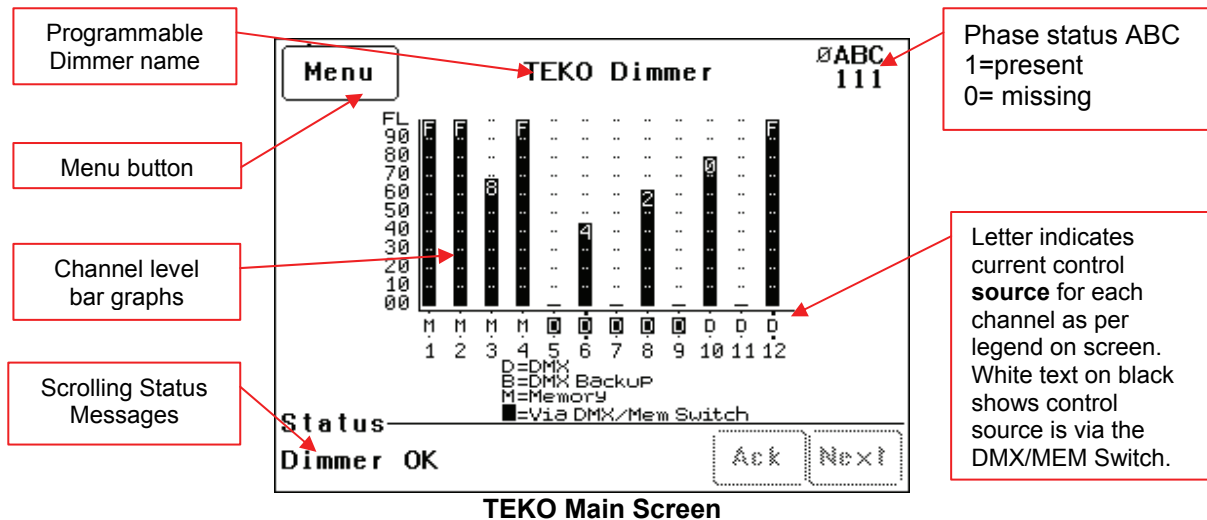 Programmable
Dimmer name
Menu button
Channel level
bar graphs
Scrolling Status
Messages
Menu
TEKO Dimmer
ØABC
111
FL
90
80
70
60
50
40
30
20
10
00
F F 8 F 4 2 0 F
M M M M D D D D D D D D
1 2 3 4 5 6 7 8 9 10 11 12
D=DMX
B=DMX Backup
M=Memory
=Via DMX/Mem Switch
Status
Dimmer OK
Ack Next
Phase status ABC
1=present
0= missing
Letter indicates
current control
source for each
channel as per
legend on screen.
White text on black
shows control
source is via the
DMX/MEM Switch.
TEKO Main Screen